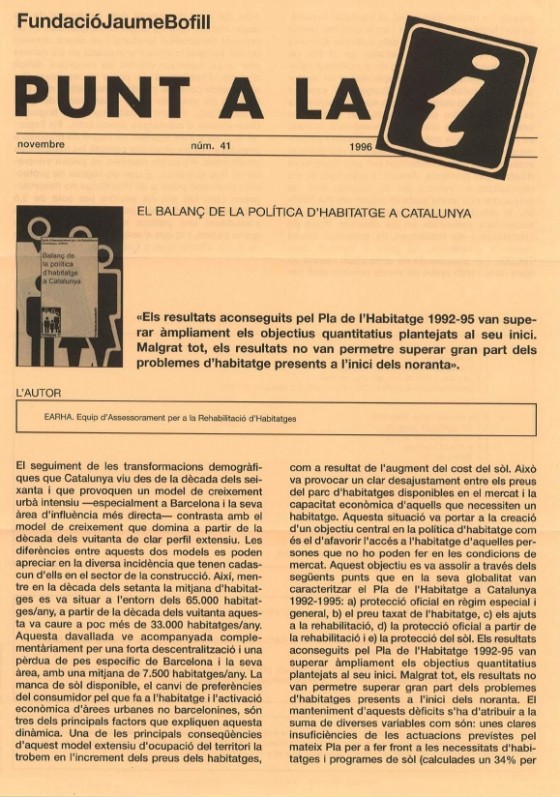 FundacióJaumeBofill
PUNT A LA i
novembre núm. 41 1996
EL BALANÇ DE LA POLÍTICA D'HABITATGE A CATALUNYA
Balanç de
la política
d'habitatge
a Catalunya
«Els resultats aconseguits pel Pla de l'Habitatge 1992-95 van supe-
rar àmpliament els objectius quantitatius plantejats al seu inici.
Malgrat tot, els resultats no van permetre superar gran part dels
problemes d'habitatge presents a l'inici dels noranta».
L'AUTOR
EARHA. Equip d'Assessorament per a la Rehabilitació d'Habitatges
El seguiment de les transformacions demogràfi-
ques que Catalunya viu des de la dècada dels sei-
xanta i que provoquen un model de creixement
urbà intensiu —especialment a Barcelona i la seva
àrea d'influència més directa— contrasta amb el
model de creixement que domina a partir de la
dècada dels vuitanta de clar perfil extensiu. Les
diferències entre aquests dos models es poden
apreciar en la diversa incidència que tenen cadas-
cun d'ells en el sector de la construcció. Així, men-
tre en la dècada dels setanta la mitjana d'habitat-
ges es va situar a l'entorn dels 65.000 habitat-
ges/any, a partir de la dècada dels vuitanta aques-
ta va caure a poc més de 33.000 habitatges/any.
Aquesta davallada ve acompanyada comple-
mentàriament per una forta descentralització i una
pèrdua de pes específic de Barcelona i la seva
àrea, amb una mitjana de 7.500 habitatges/any. La
manca de sòl disponible, el canvi de preferències
del consumidor pel que fa a l'habitatge i l'activació
econòmica d'àrees urbanes no barcelonines, són
tres dels principals factors que expliquen aquesta
dinàmica. Una de les principals conseqüències
d'aquest model extensiu d'ocupació del territori la
trobem en l'increment dels preus dels habitatges,
com a resultat de l'augment del cost del sòl. Això
va provocar un clar desajustament entre els preus
del parc d'habitatges disponibles en el mercat i la
capacitat econòmica d'aquells que necessiten un
habitatge. Aquesta situació va portar a la creació
d'un objectiu central en la política d'habitatge com
és el d'afavorir l'accés a l'habitatge d'aquelles per-
sones que no ho poden fer en les condicions de
mercat. Aquest objectiu es va assolir a través dels
següents punts que en la seva globalitat van
caracteritzar el Pla de l'Habitatge a Catalunya
1992-1995: a) protecció oficial en règim especial i
general, b) el preu taxat de l'habitatge, c) els ajuts
a la rehabilitació, d) la protecció oficial a partir de
la rehabilitació i e) la protecció del sòl. Els resultats
aconseguits pel Pla de l'Habitatge 1992-95 van
superar àmpliament els objectius quantitatius
plantejats al seu inici. Malgrat tot, els resultats no
van permetre superar gran part dels problemes
d'habitatges presents a l'inici dels noranta. El
manteniment d'aquests dèficits s'ha d'atribuir a la
suma de diverses variables com són: unes clares
insuficiències de les actuacions previstes pel
mateix Pla per a fer front a les necessitats d'habi-
tatges i programes de sòl (calculades un 34% per